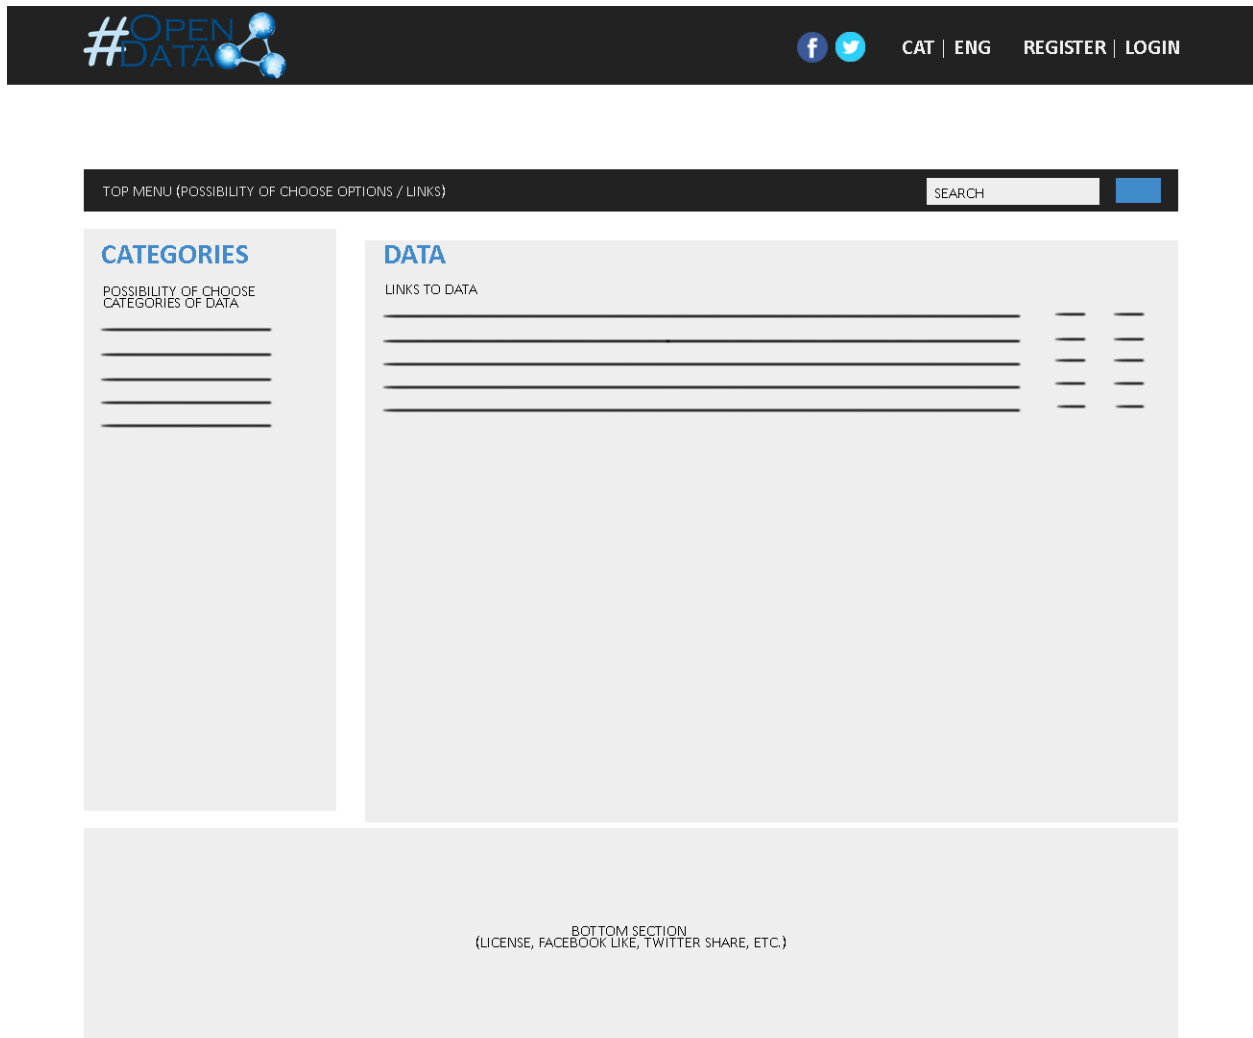 #OPEN
DATA
f
CAT | ENG
REGISTER | LOGIN
TOP MENU (POSSIBILITY OF CHOOSE OPTIONS / LINKS)
SEARCH
CATEGORIES
POSSIBILITY OF CHOOSE
CATEGORIES OF DATA
DATA
LINKS TO DATA
BOTTOM SECTION
(LICENSE, FACEBOOK LIKE, TWITTER SHARE, ETC.)